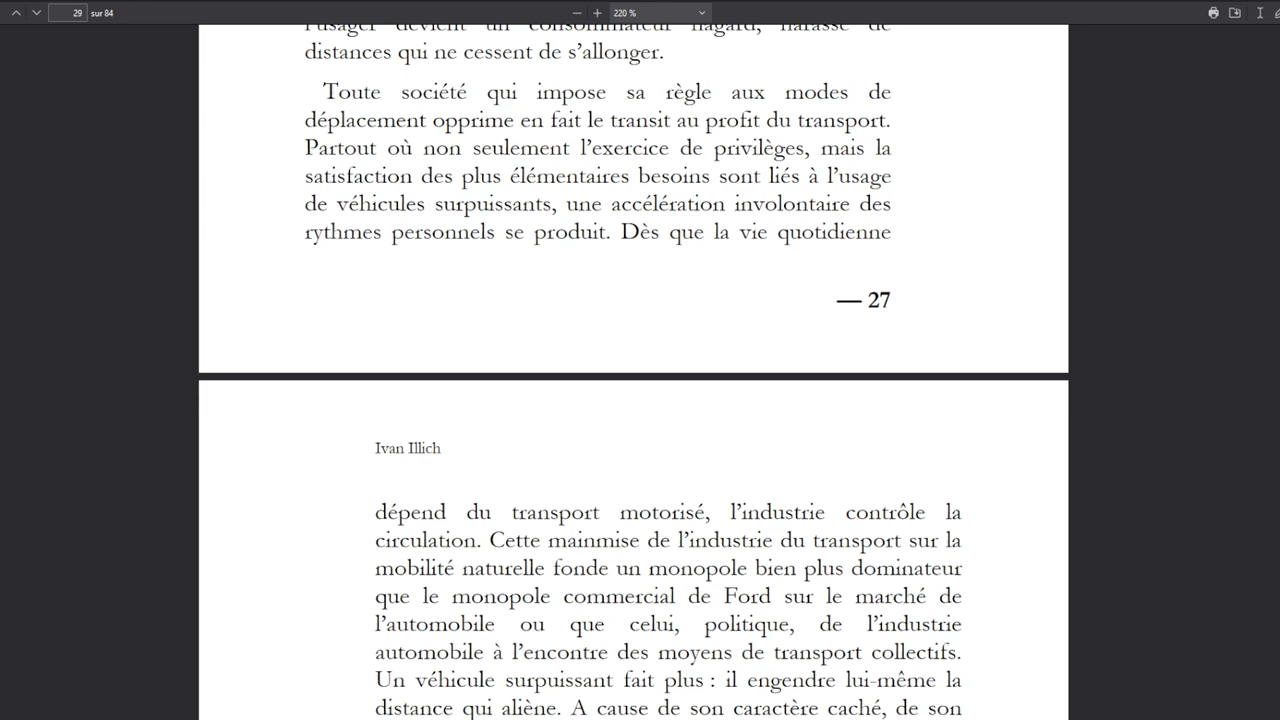 29 sur 84
220 %
l'usager devient un consommateur hagard, harassé de
distances qui ne cessent de s’allonger.
Toute société qui impose sa règle aux modes de
déplacement opprime en fait le transit au profit du transport.
Partout où non seulement l’exercice de privilèges, mais la
satisfaction des plus élémentaires besoins sont liés à l’usage
de véhicules surpuissants, une accélération involontaire des
rythmes personnels se produit. Dès que la vie quotidienne
— 27
Ivan Illich
dépend du transport motorisé, l’industrie contrôle la
circulation. Cette mainmise de l’industrie du transport sur la
mobilité naturelle fonde un monopole bien plus dominateur
que le monopole commercial de Ford sur le marché de
l’automobile ou que celui, politique, de l’industrie
automobile à l’encontre des moyens de transport collectifs.
Un véhicule surpuissant fait plus : il engendre lui-même la
distance qui aliène. A cause de son caractère caché, de son